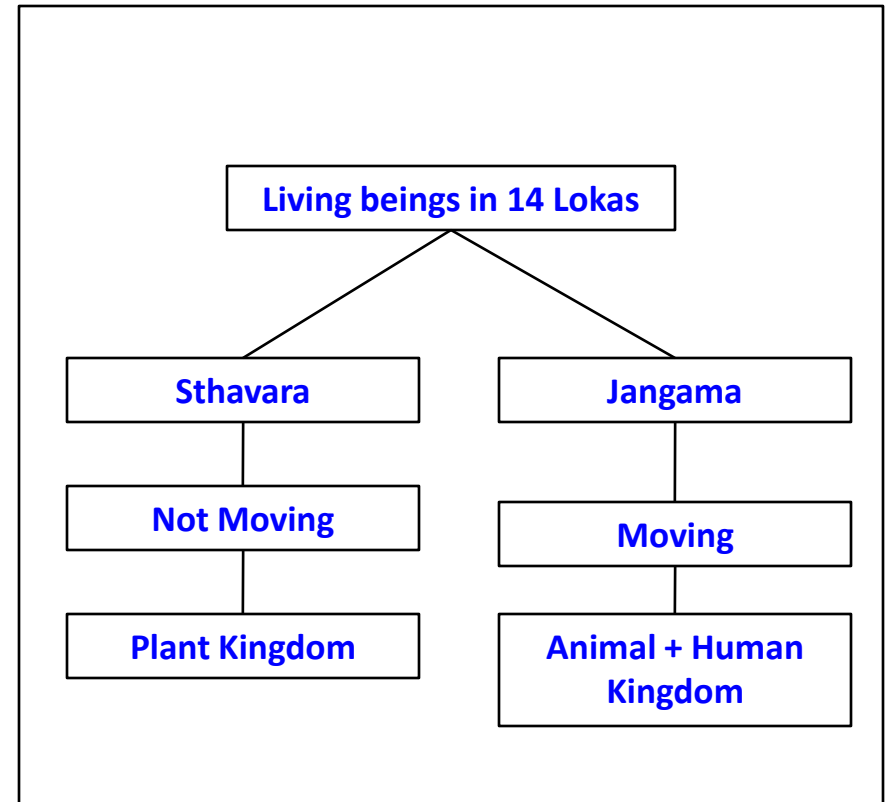 Living beings in 14 Lokas
Sthavara
Jangama
Not Moving
Moving
Plant Kingdom
Animal + Human
Kingdom